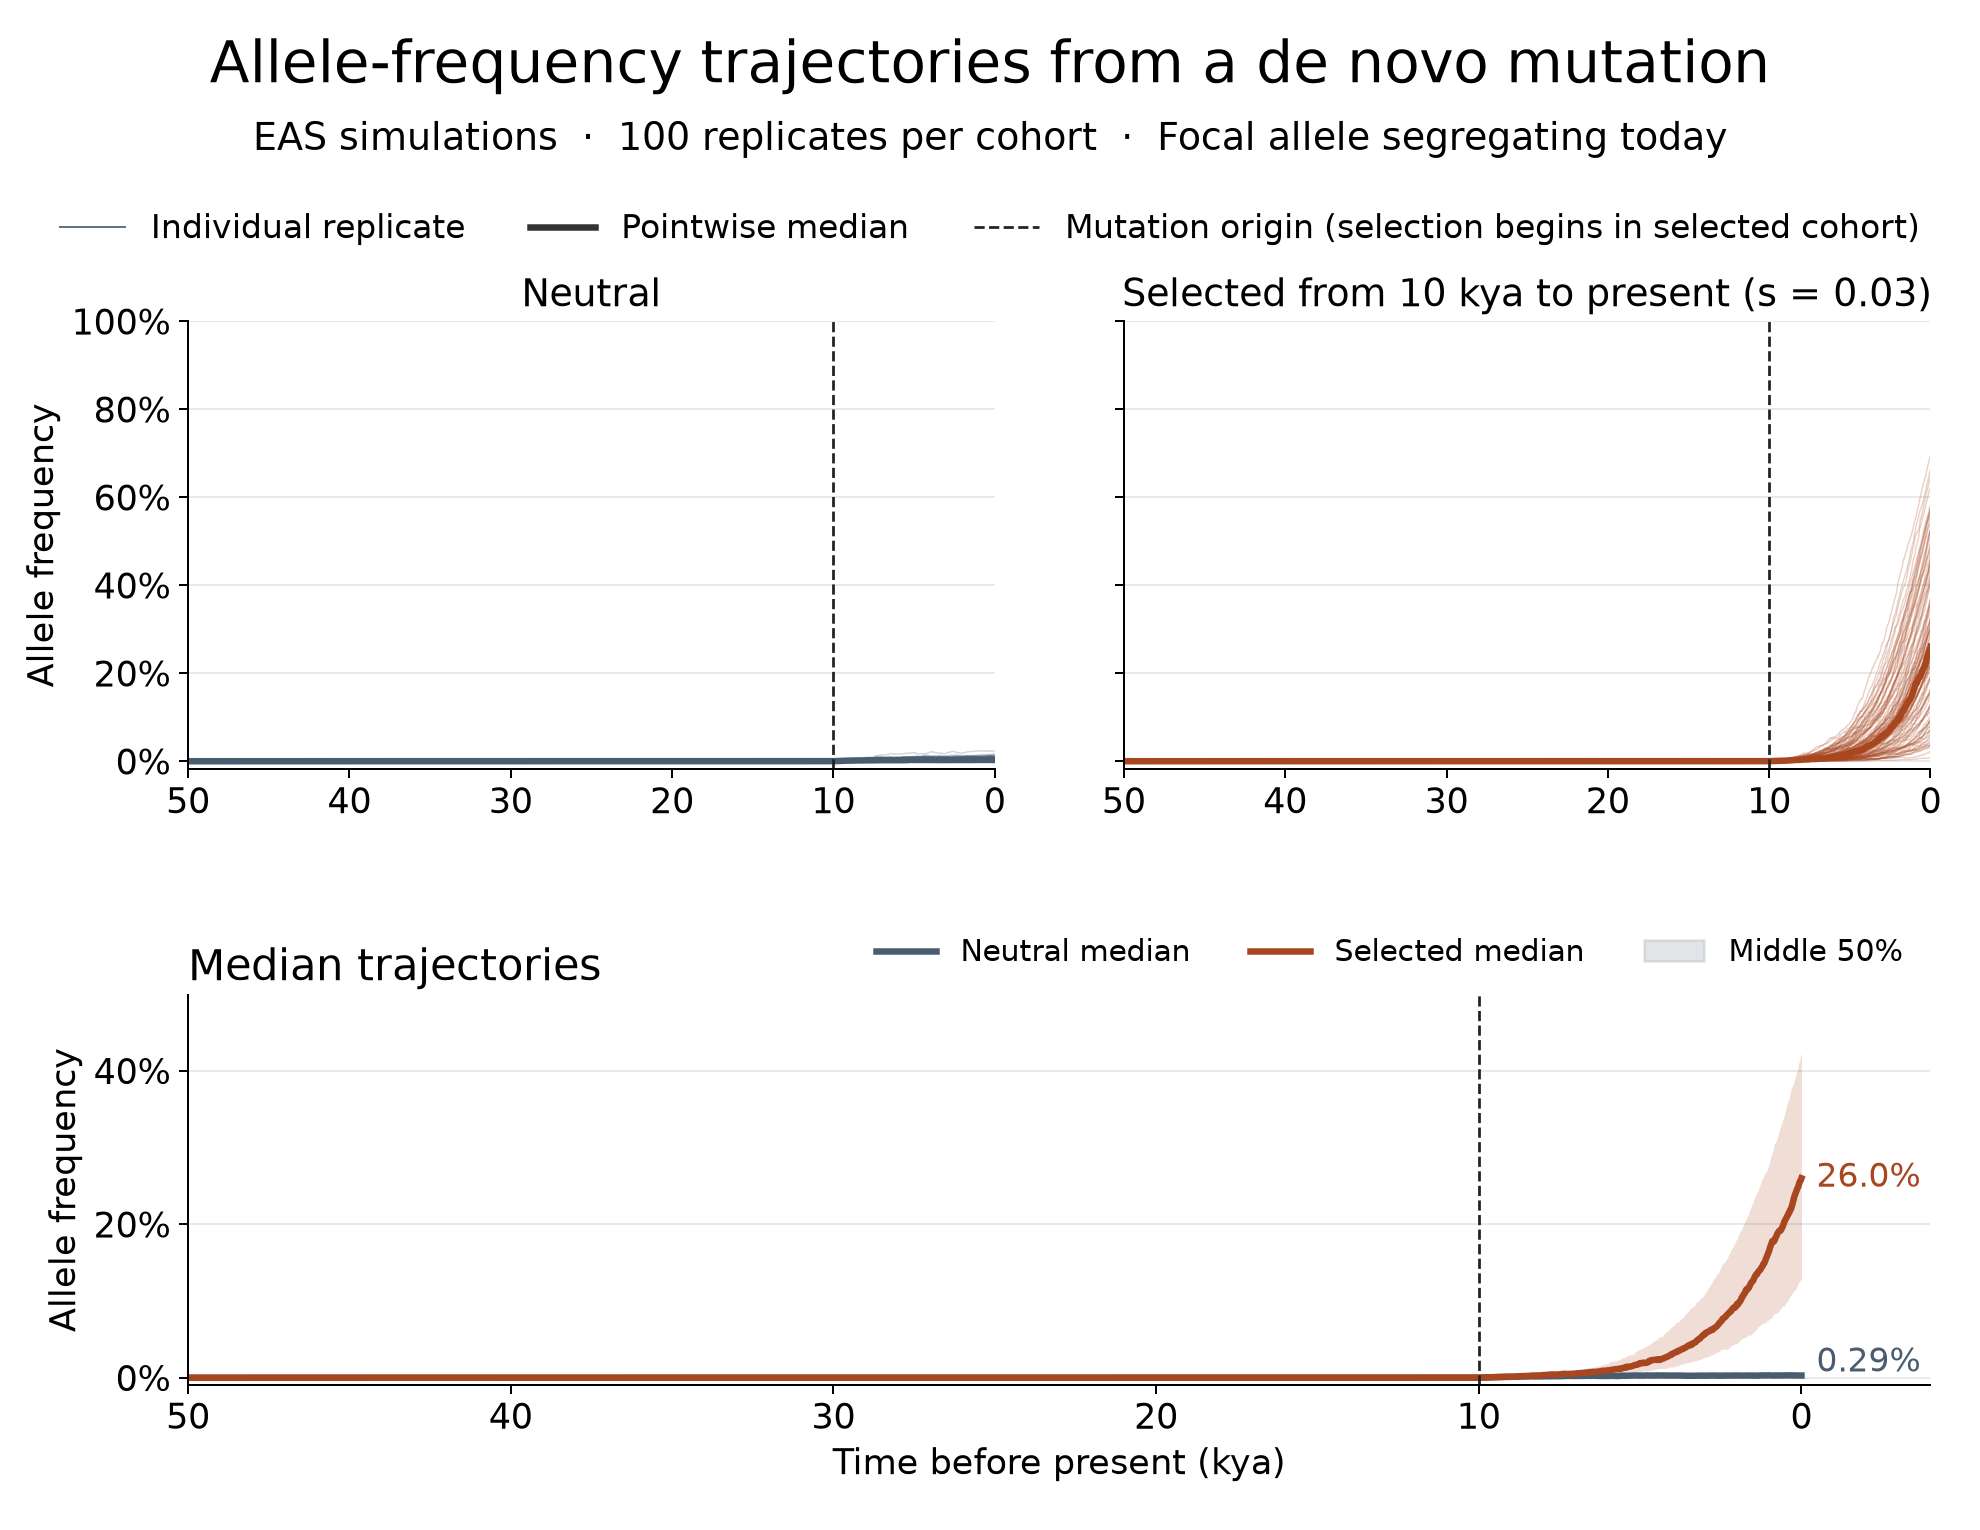 Allele-frequency trajectories from a de novo mutation
EAS simulations · 100 replicates per cohort · Focal allele segregating today
Individual replicate Pointwise median Mutation origin (selection begins in selected cohort)
Neutral
100%
80%
60%
40%
20%
0%
Allele frequency
50 40 30 20 10 0
Selected from 10 kya to present (s = 0.03)
50 40 30 20 10 0
Median trajectories
Neutral median Selected median Middle 50%
40%
20%
0%
Allele frequency
26.0%
0.29%
50 40 30 20 10 0
Time before present (kya)